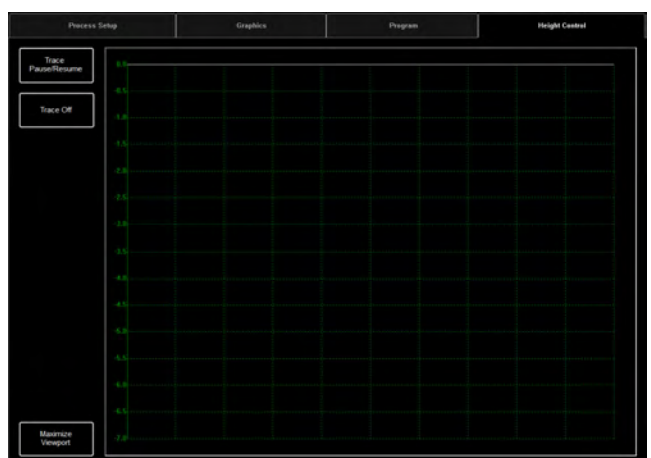 Process Setup
Graphics
Program
Height Control
Trace
Pause/Resume
Trace Off
0.0
-0.5
-1.0
-1.5
-2.0
-2.5
-3.0
-3.5
-4.0
-4.5
-5.0
-5.5
-6.0
-6.5
-7.0
Maximize
Viewport